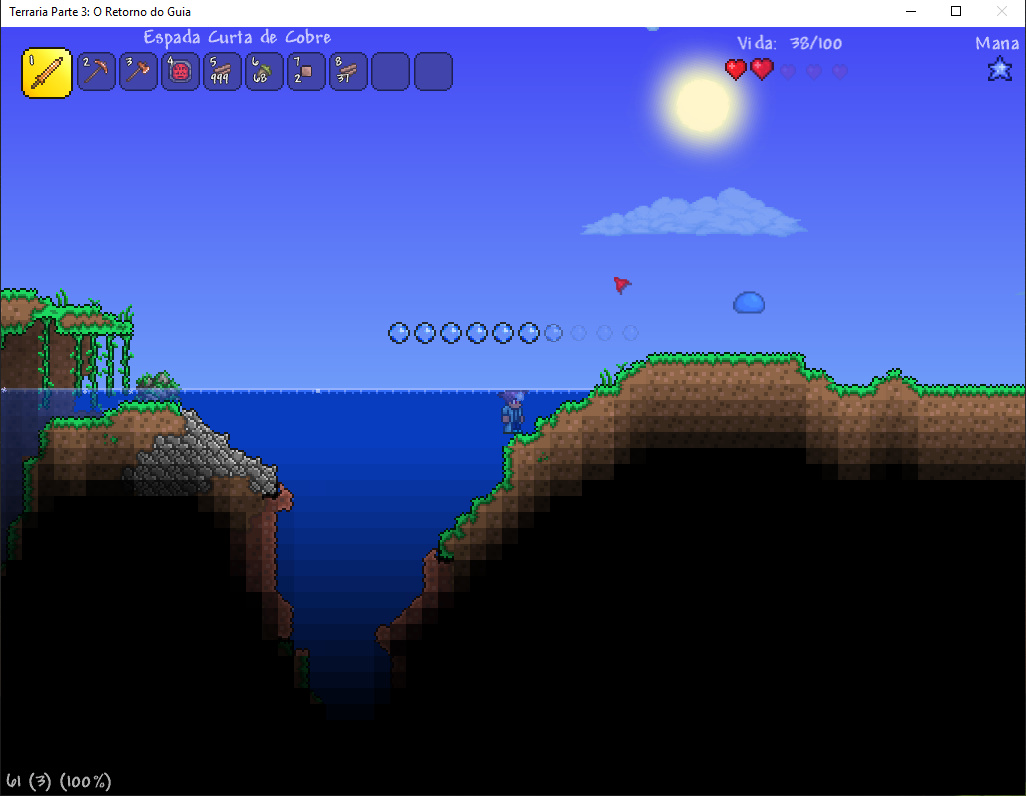 Terraria Parte 3: O Retorno do Guia
Espada Curta de Cobre
Vida: 38/100
Mana
1 2 3 4 5 6 7 8
999 68 2 37
61 (3) (100%)